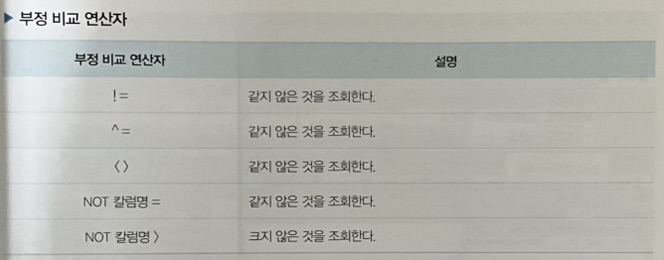 ▶ 부정 비교 연산자
부정 비교 연산자 설명
!= 같지 않은 것을 조회한다.
^= 같지 않은 것을 조회한다.
〈 〉 같지 않은 것을 조회한다.
NOT 칼럼명 = 같지 않은 것을 조회한다.
NOT 칼럼명 〉 크지 않은 것을 조회한다.